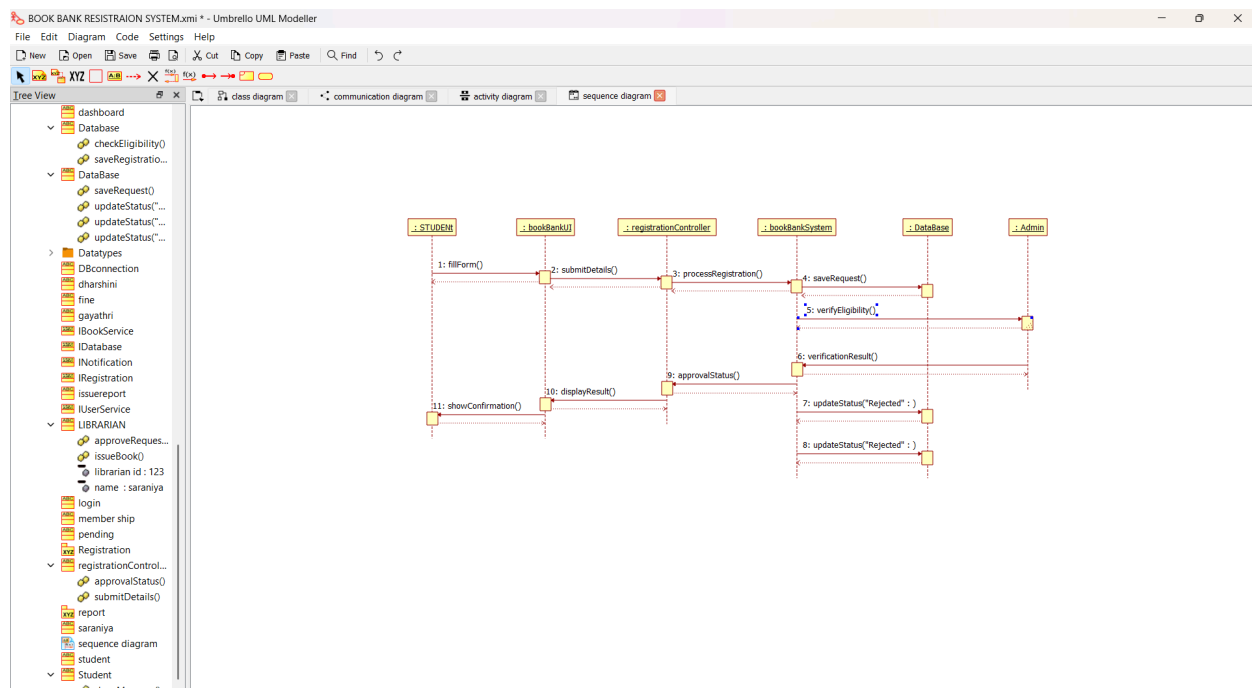 BOOK BANK RESISTRAION SYSTEM.xmi * - Umbrello UML Modeller
File Edit Diagram Code Settings Help
New Open Save Cut Copy Paste Find
XYZ XYZ A:B f(x) f(x)
Tree View
class diagram communication diagram activity diagram sequence diagram
dashboard
Database
checkEligibility()
saveRegistratio...
DataBase
saveRequest()
updateStatus("...
updateStatus("...
updateStatus("...
Datatypes
DBconnection
dharshini
fine
gayathri
IBookService
IDatabase
INotification
IRegistration
issuereport
IUserService
LIBRARIAN
approveReques...
issueBook()
librarian id : 123
name : saraniya
login
member ship
pending
Registration
registrationControl...
approvalStatus()
submitDetails()
report
saraniya
sequence diagram
student
Student
: STUDENt : bookBankUI : registrationController : bookBankSystem : DataBase : Admin
1: fillForm()
2: submitDetails()
3: processRegistration()
4: saveRequest()
5: verifyEligibility()
6: verificationResult()
9: approvalStatus()
10: displayResult()
7: updateStatus("Rejected" : )
11: showConfirmation()
8: updateStatus("Rejected" : )